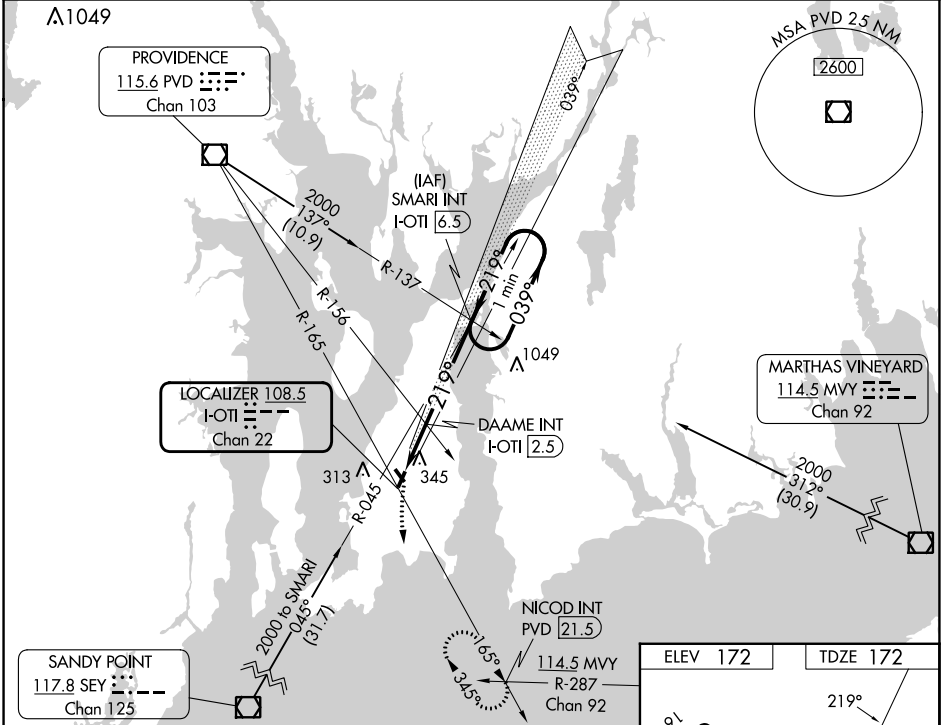 1049
PROVIDENCE
115.6 PVD
Chan 103
MSA PVD 25 NM
2600
039°
(IAF)
SMARI INT
I-OTI 6.5
2000
137°
(10.9)
R-137
R-156
R-165
219°
1 min
039°
1049
219°
LOCALIZER 108.5
I-OTI
Chan 22
DAAME INT
I-OTI 2.5
MARTHAS VINEYARD
114.5 MVY
Chan 92
313
345
R-045
2000
312°
(30.9)
2000 to SMARI
045°
(31.7)
NICOD INT
PVD 21.5
165°
345°
114.5 MVY
R-287
Chan 92
SANDY POINT
117.8 SEY
Chan 125
ELEV 172
TDZE 172
219°
16